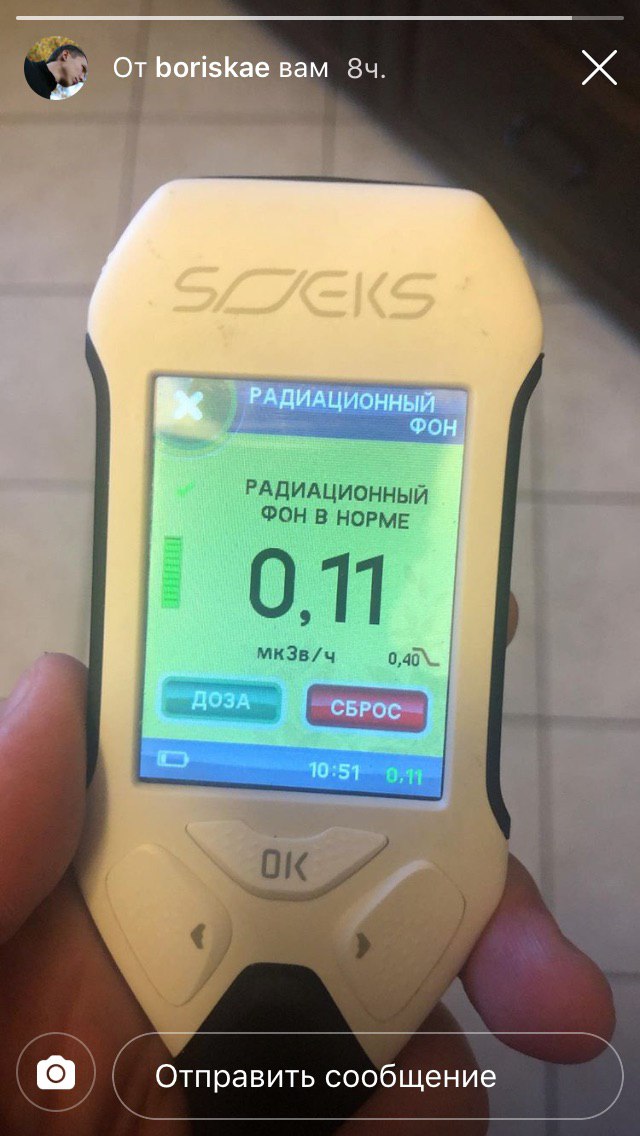 От boriskae вам 8ч.
SOEKS
РАДИАЦИОННЫЙ
ФОН
РАДИАЦИОННЫЙ
ФОН В НОРМЕ
0,11
мкЗв/ч
0,40
ДОЗА
СБРОС
10:51
0,11
OK
Отправить сообщение